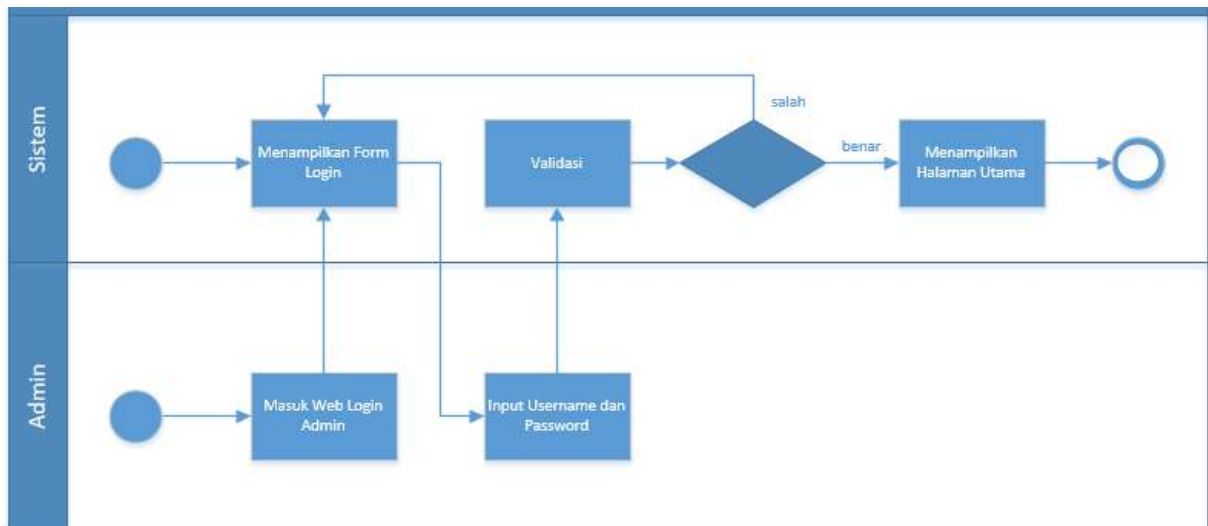 Sistem
Menampilkan Form
Login
Validasi
salah
benar
Menampilkan
Halaman Utama
Admin
Masuk Web Login
Admin
Input Username dan
Password